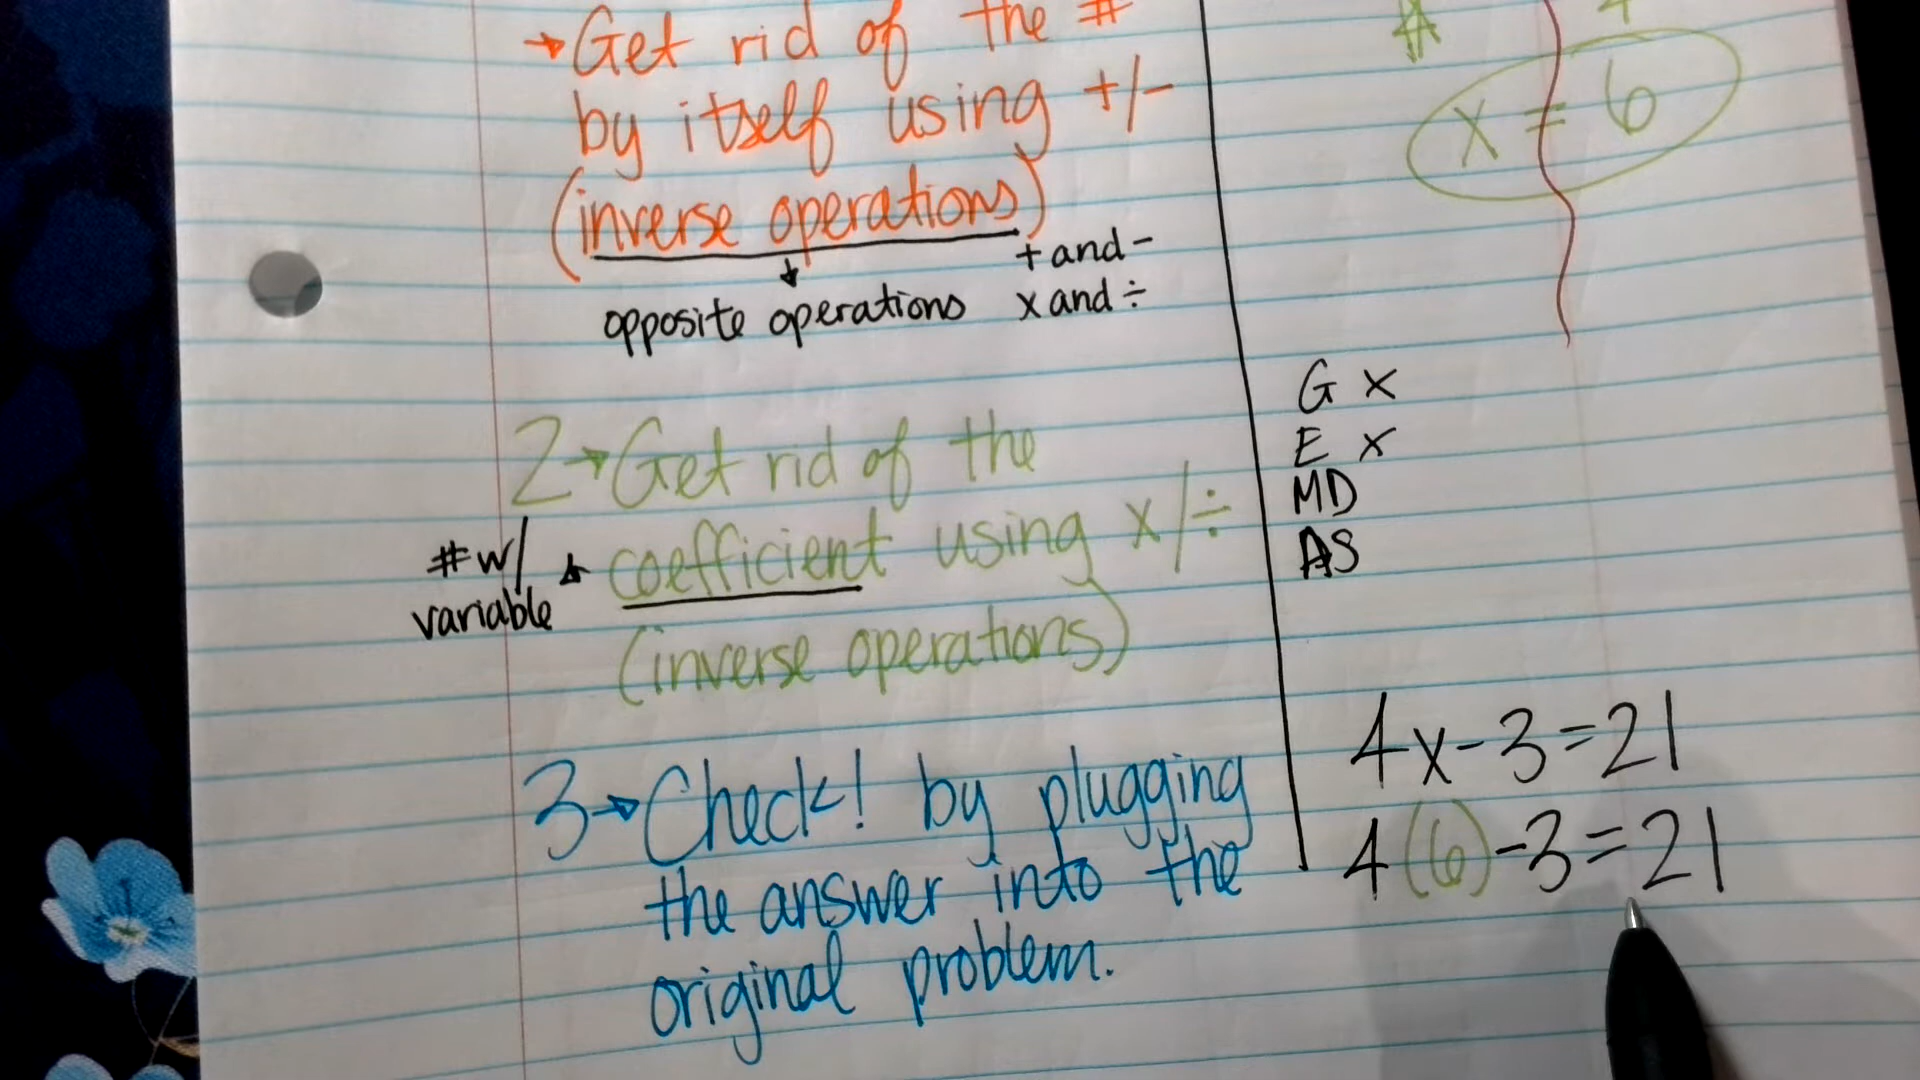 →Get rid of the #
by itself using +/-
(inverse operations)
opposite operations
+ and -
x and ÷
2→Get rid of the
coefficient using x/÷
(inverse operations)
#w/
variable
3→Check! by plugging
the answer into the
original problem.
x = 6
G x
E x
MD
AS
4x-3=21
4(6)-3=21